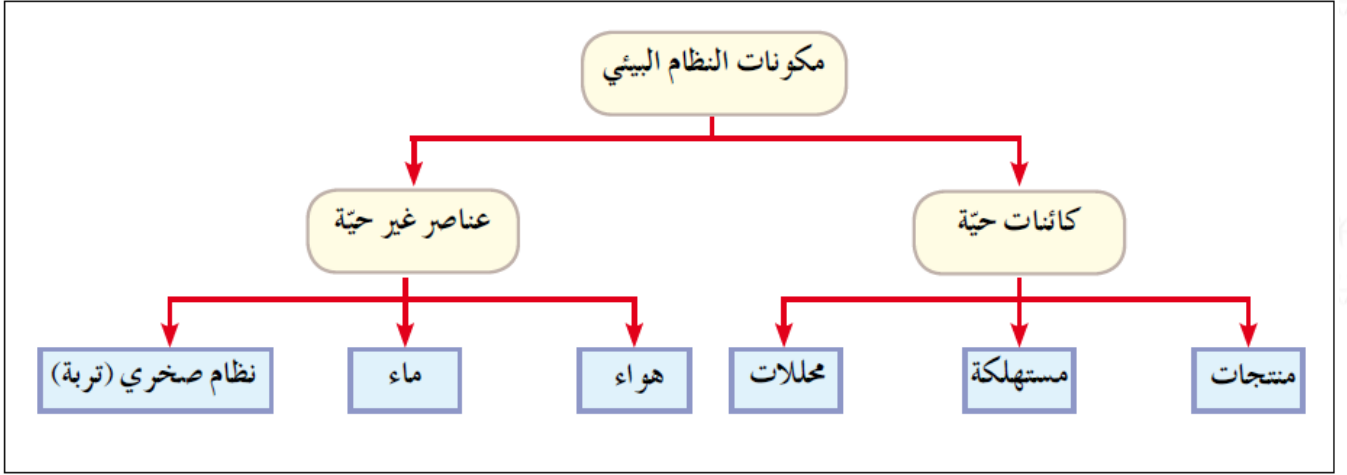 مكونات النظام البيئي
كائنات حيّة
عناصر غير حيّة
منتجات
مستهلكة
محللات
هواء
ماء
نظام صخري (تربة)